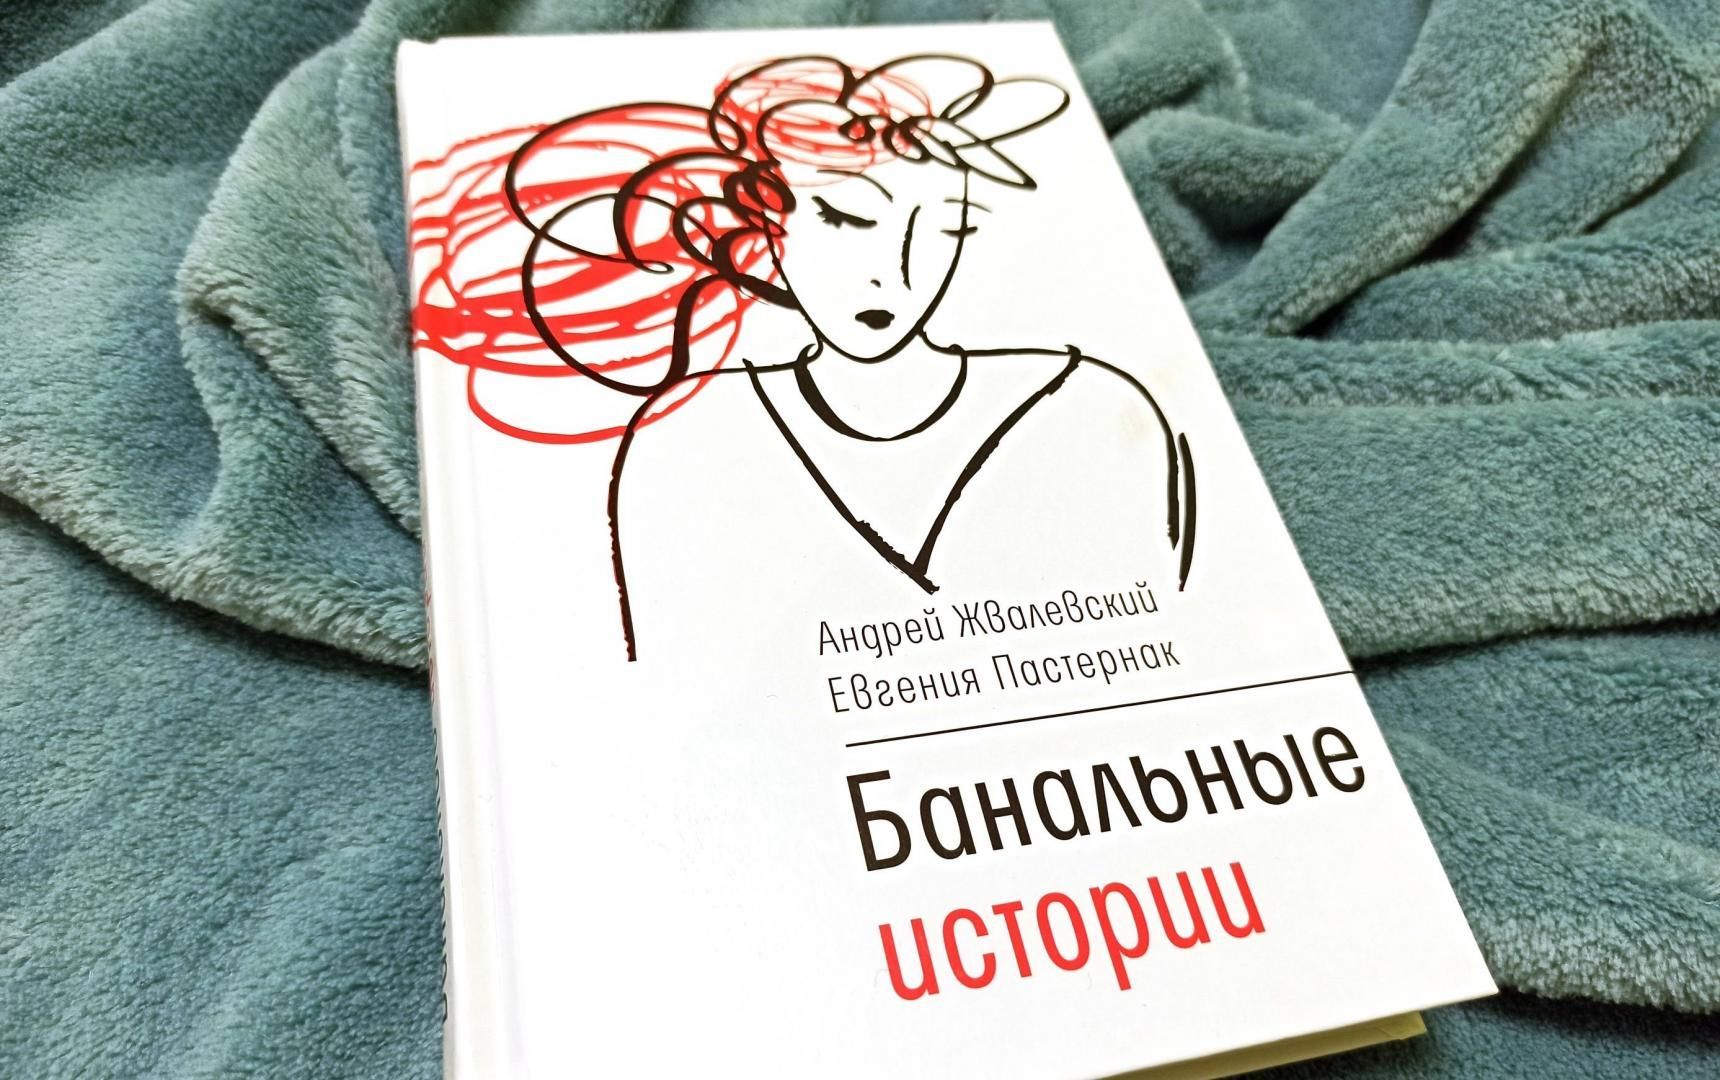 Андрей Жвалевский
Евгения Пастернак
Банальные
истории